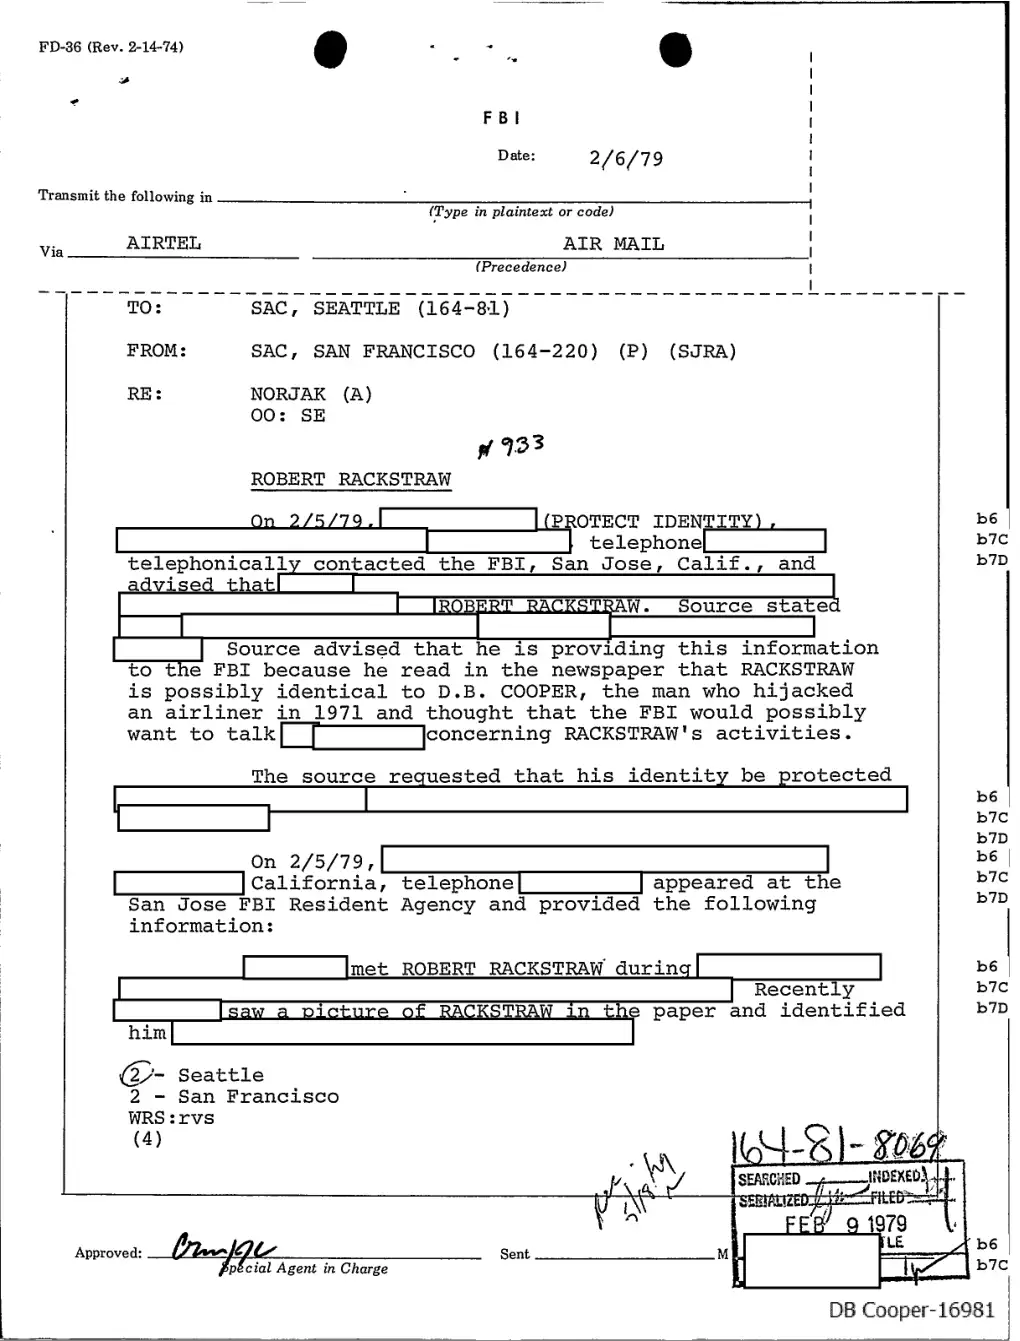 FD-36 (Rev. 2-14-74)
FBI
Date: 2/6/79
Transmit the following in
(Type in plaintext or code)
Via AIRTEL AIR MAIL
(Precedence)
TO: SAC, SEATTLE (164-81)
FROM: SAC, SAN FRANCISCO (164-220) (P) (SJRA)
RE: NORJAK (A)
OO: SE
# 933
ROBERT RACKSTRAW
On 2/5/79, (PROTECT IDENTITY), b6
telephone b7C
telephonically contacted the FBI, San Jose, Calif., and b7D
advised that
ROBERT RACKSTRAW. Source stated
Source advised that he is providing this information
to the FBI because he read in the newspaper that RACKSTRAW
is possibly identical to D.B. COOPER, the man who hijacked
an airliner in 1971 and thought that the FBI would possibly
want to talk concerning RACKSTRAW's activities.
The source requested that his identity be protected
b6
b7C
b7D
On 2/5/79, b6
California, telephone appeared at the b7C
San Jose FBI Resident Agency and provided the following b7D
information:
met ROBERT RACKSTRAW during b6
Recently b7C
saw a picture of RACKSTRAW in the paper and identified b7D
him
2 - Seattle
2 - San Francisco
WRS:rvs
(4)
164-81-8069
SEARCHED INDEXED
SERIALIZED FILED
FEB 9 1979
TLE
Approved: Sent M b6
Special Agent in Charge b7C
DB Cooper-16981